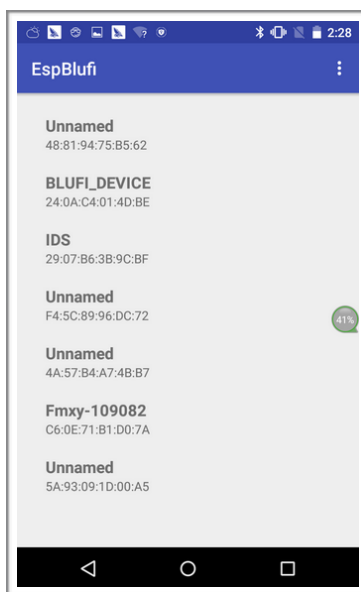 2:28
EspBlufi
Unnamed
48:81:94:75:B5:62
BLUFI_DEVICE
24:0A:C4:01:4D:BE
IDS
29:07:B6:3B:9C:BF
Unnamed
F4:5C:89:96:DC:72
41%
Unnamed
4A:57:B4:A7:4B:B7
Fmxy-109082
C6:0E:71:B1:D0:7A
Unnamed
5A:93:09:1D:00:A5